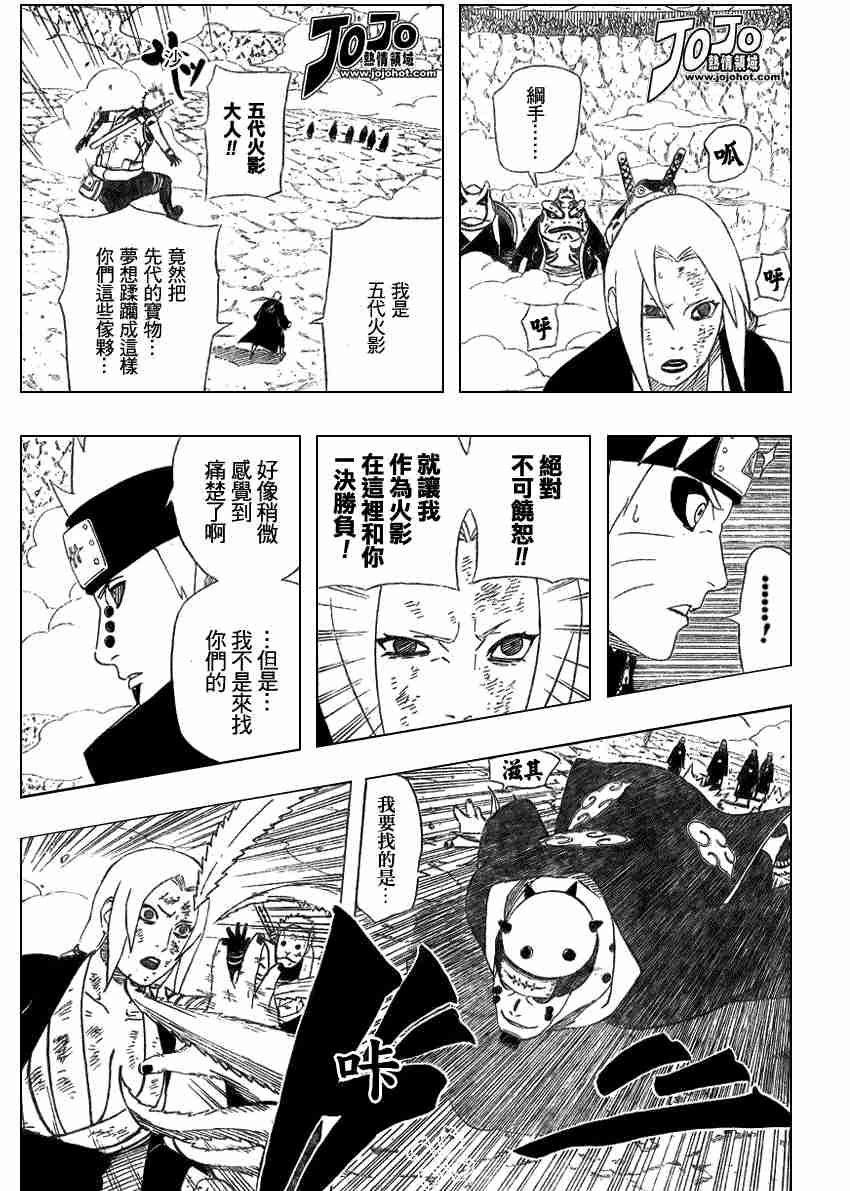 JOJO
熱情領域
www.jojohot.com
綱手……
呱
呼
呼
JOJO
熱情領域
www.jojohot.com
沙
五代火影
大人!!
我是
五代火影
竟然把
先代的寶物…
夢想蹂躪成這樣
你們這些傢夥…
……!
絕對
不可饒恕!!
就讓我
作為火影
在這裡和你
一決勝負!
好像稍微
感覺到
痛楚了啊
…但是…
我不是來找
你們的
滋其
我要找的是…
咔